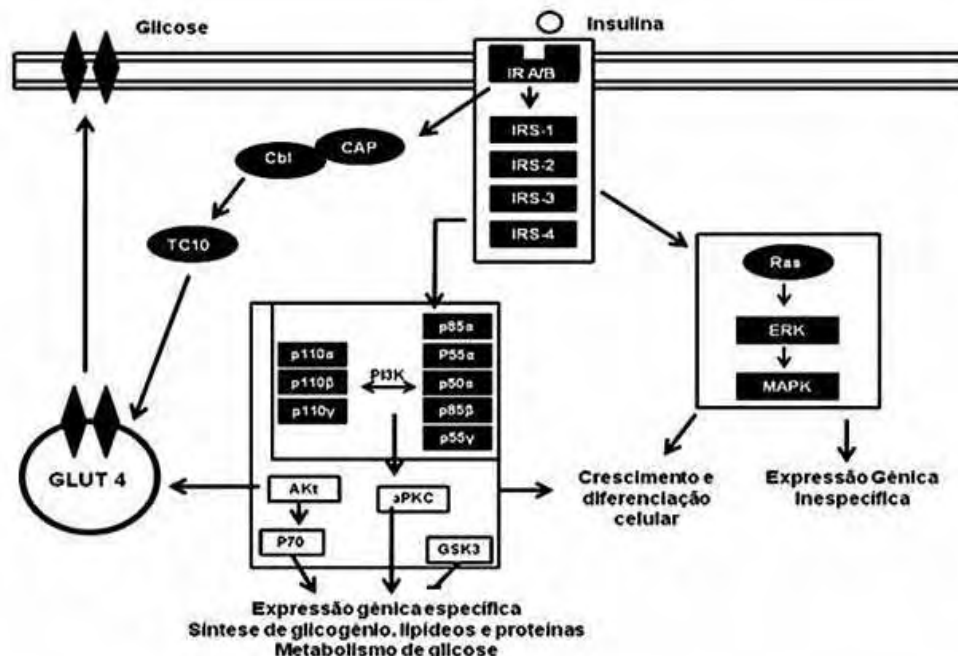 Glicose
Insulina
IR A/B
IRS-1
IRS-2
IRS-3
IRS-4
Cbl
CAP
TC10
Ras
ERK
MAPK
p85α
P55α
p50α
p85β
p55γ
p110α
p110β
p110γ
PI3K
GLUT 4
AKt
aPKC
P70
GSK3
Crescimento e
diferenciação
celular
Expressão Gênica
Inespecífica
Expressão gênica específica
Síntese de glicogênio, lipídeos e proteínas
Metabolismo de glicose